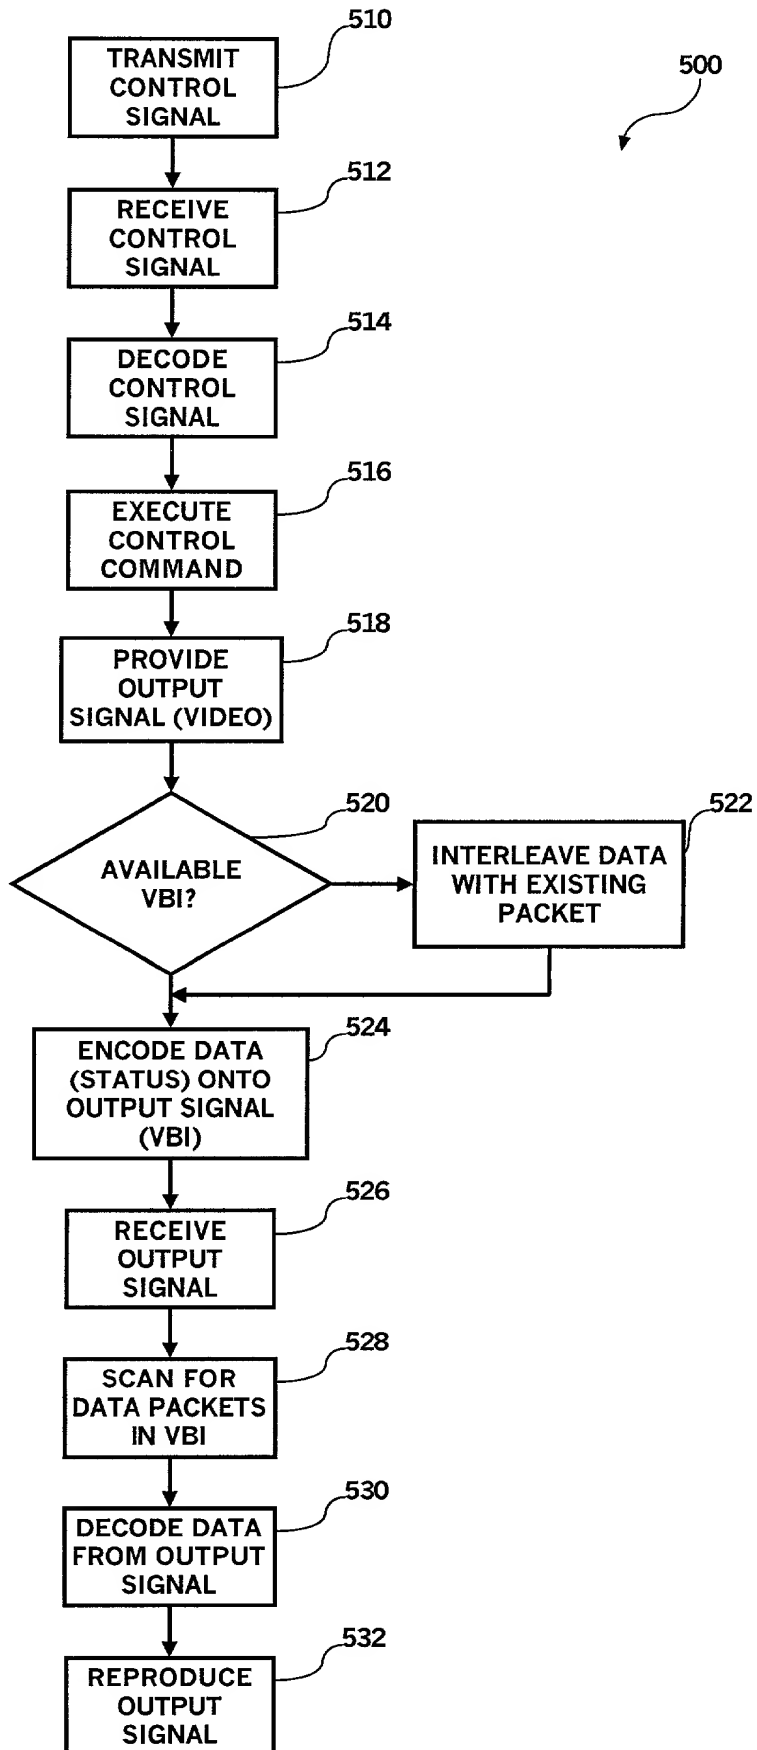 510
TRANSMIT
CONTROL
SIGNAL
500
512
RECEIVE
CONTROL
SIGNAL
514
DECODE
CONTROL
SIGNAL
516
EXECUTE
CONTROL
COMMAND
518
PROVIDE
OUTPUT
SIGNAL (VIDEO)
520
AVAILABLE
VBI?
522
INTERLEAVE DATA
WITH EXISTING
PACKET
524
ENCODE DATA
(STATUS) ONTO
OUTPUT SIGNAL
(VBI)
526
RECEIVE
OUTPUT
SIGNAL
528
SCAN FOR
DATA PACKETS
IN VBI
530
DECODE DATA
FROM OUTPUT
SIGNAL
532
REPRODUCE
OUTPUT
SIGNAL